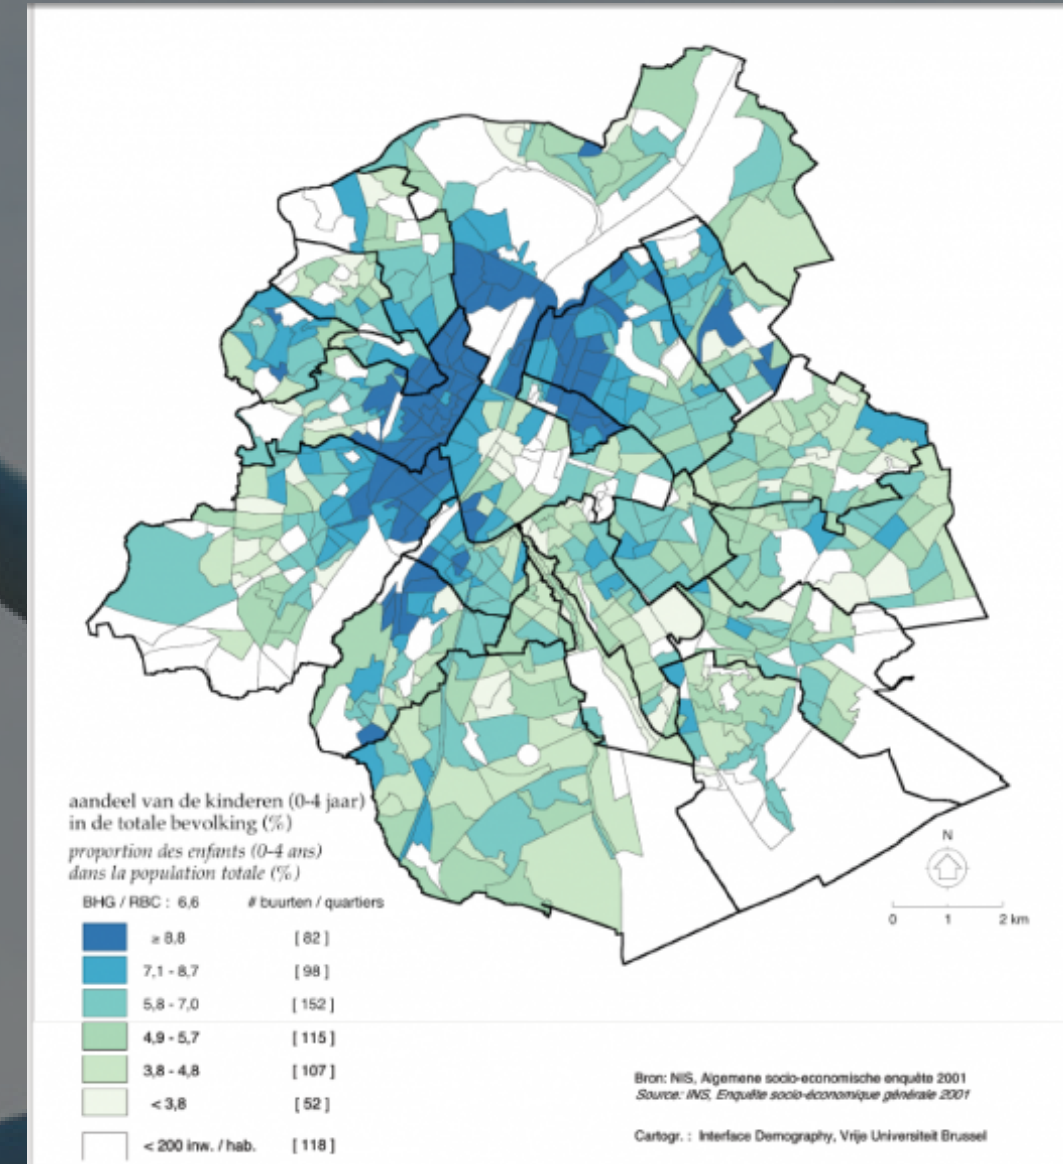 aandeel van de kinderen (0-4 jaar)
in de totale bevolking (%)
proportion des enfants (0-4 ans)
dans la population totale (%)
BHG / RBC : 6,6 # buurten / quartiers
≥ 8,8 [ 82 ]
7,1 - 8,7 [ 98 ]
5,8 - 7,0 [ 152 ]
4,9 - 5,7 [ 115 ]
3,8 - 4,8 [ 107 ]
< 3,8 [ 52 ]
< 200 inw. / hab. [ 118 ]
N
0 1 2 km
Bron: NIS, Algemene socio-economische enquête 2001
Source: INS, Enquête socio-économique générale 2001
Cartogr. : Interface Demography, Vrije Universiteit Brussel